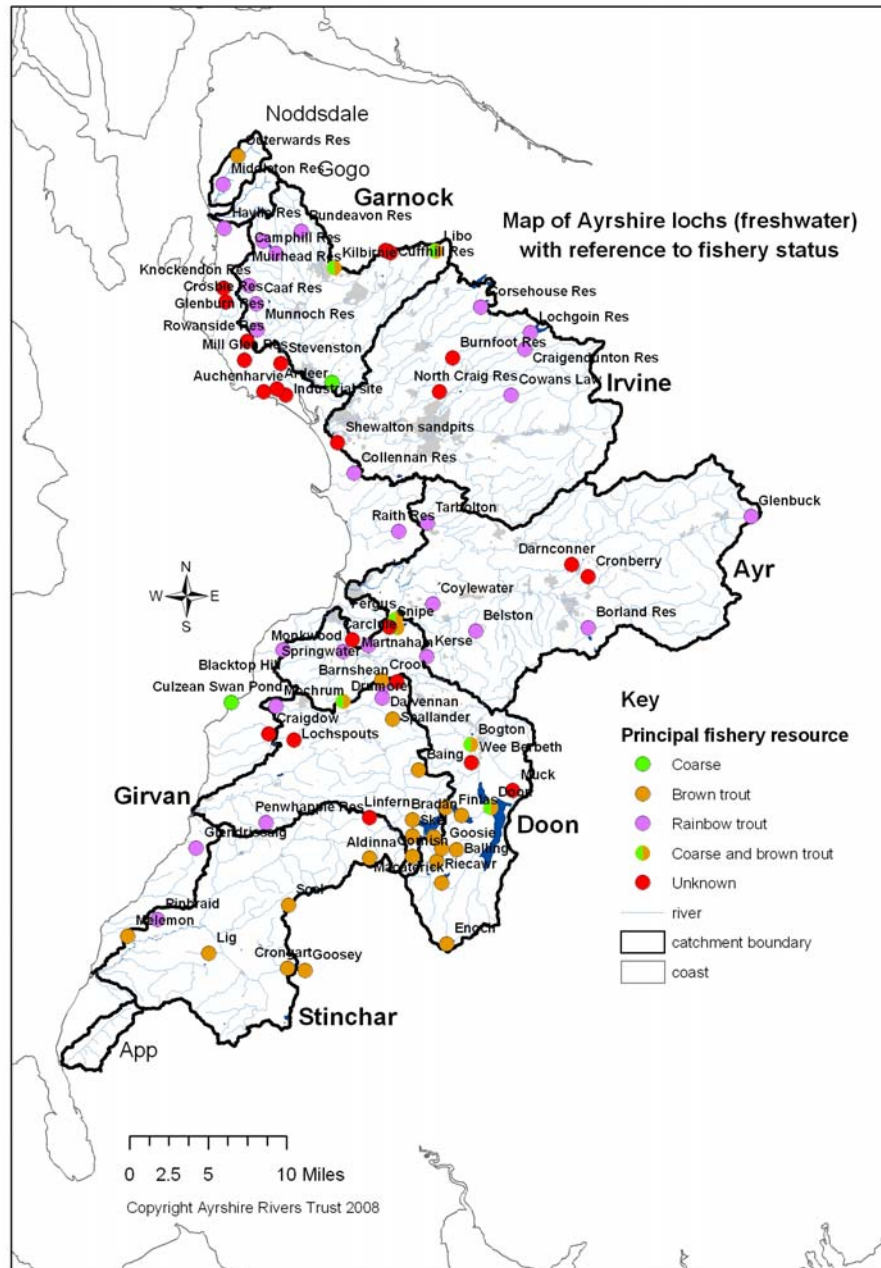 Noddsdale
Outerwards Res
Middleton Res
Gogo
Garnock
Haylie Res
Pundeavon Res
Map of Ayrshire lochs (freshwater)
with reference to fishery status
Camphill Res
Libo
Muirhead Res
Kilbirnie
Cuffhill Res
Knockendon Res
Crosbie Res
Caaf Res
Glenburn Res
Munnoch Res
Corsehouse Res
Lochgoin Res
Rowanside Res
Burnfoot Res
Mill Glen Res
Stevenston
Craigendunton Res
Auchenharvie
Ardeer
North Craig Res
Cowans Law
Irvine
Industrial site
Shewalton sandpits
Collennan Res
Glenbuck
Raith Res
Tarbolton
Darnconner
Cronberry
Ayr
N
W
E
S
Coylewater
Fergus
Snipe
Belston
Borland Res
Carclule
Monkwood
Martnaham
Kerse
Springwater
Blacktop Hill
Barnshean
Croot
Culzean Swan Pond
Mochrum
Drumore
Dalvennan
Key
Craigdow
Spallander
Lochspouts
Bogton
Principal fishery resource
Baing
Wee Berbeth
Coarse
Muck
Girvan
Brown trout
Penwhapple Res
Linfern
Bradan
Finlas
Doon
Rainbow trout
Skel
Doon
Glendrissaig
Goosie
Coarse and brown trout
Aldinna
Cornish
Balling
Macaterick
Riecawr
Unknown
Soal
river
Pinbraid
Melemon
Lig
Enoch
catchment boundary
Crongart
Goosey
coast
Stinchar
App
0 2.5 5 10 Miles
Copyright Ayrshire Rivers Trust 2008